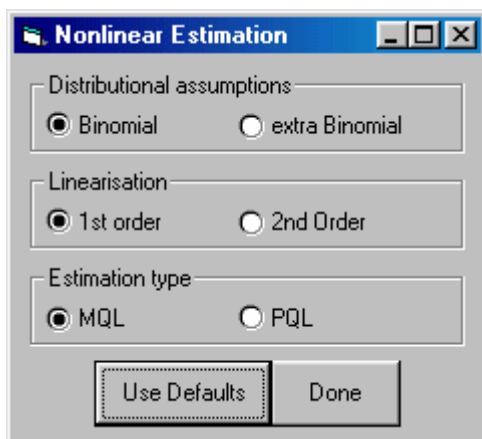 Nonlinear Estimation
Distributional assumptions
Binomial extra Binomial
Linearisation
1st order 2nd Order
Estimation type
MQL PQL
Use Defaults Done